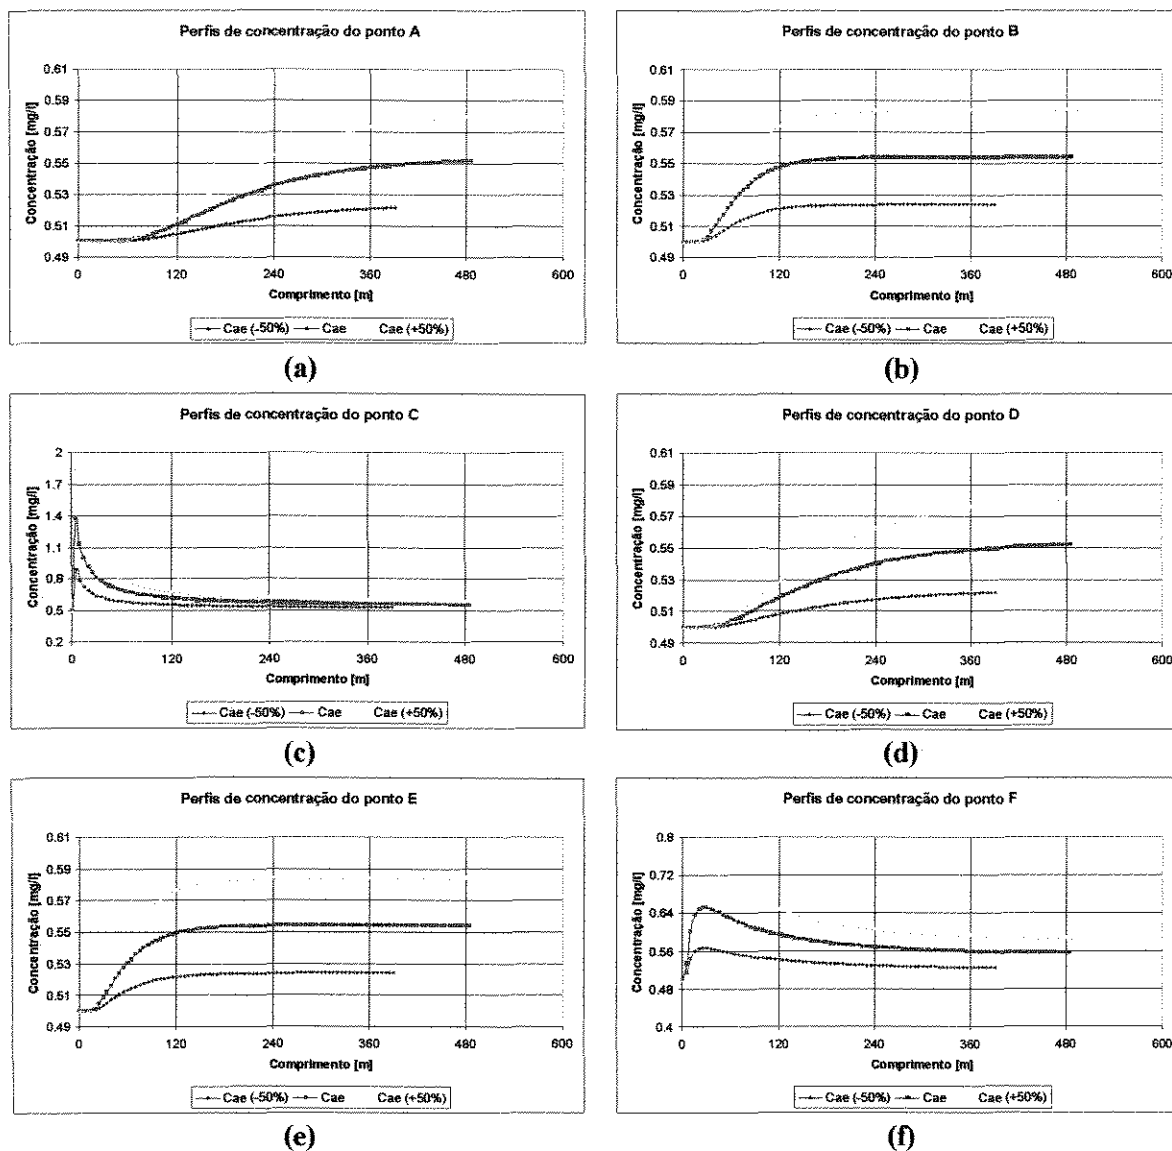 Perfis de concentração do ponto A
Concentração [mg/l]
0.61
0.59
0.57
0.55
0.53
0.51
0.49
0 120 240 360 480 600
Comprimento [m]
Cae (-50%) Cae Cae (+50%)
(a)
Perfis de concentração do ponto B
Concentração [mg/l]
0.61
0.59
0.57
0.55
0.53
0.51
0.49
0 120 240 360 480 600
Comprimento [m]
Cae (-50%) Cae Cae (+50%)
(b)
Perfis de concentração do ponto C
Concentração [mg/l]
2
1.7
1.4
1.1
0.8
0.5
0.2
0 120 240 360 480 600
Comprimento [m]
Cae (-50%) Cae Cae (+50%)
(c)
Perfis de concentração do ponto D
Concentração [mg/l]
0.61
0.59
0.57
0.55
0.53
0.51
0.49
0 120 240 360 480 600
Comprimento [m]
Cae (-50%) Cae Cae (+50%)
(d)
Perfis de concentração do ponto E
Concentração [mg/l]
0.61
0.59
0.57
0.55
0.53
0.51
0.49
0 120 240 360 480 600
Comprimento [m]
Cae (-50%) Cae Cae (+50%)
(e)
Perfis de concentração do ponto F
Concentração [mg/l]
0.8
0.72
0.64
0.56
0.48
0.4
0 120 240 360 480 600
Comprimento [m]
Cae (-50%) Cae Cae (+50%)
(f)